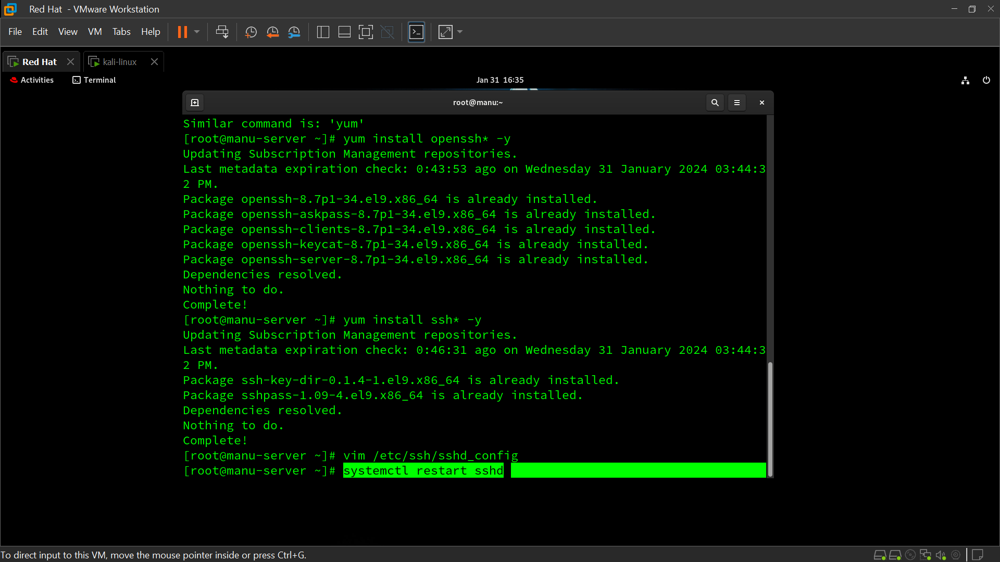 Red Hat - VMware Workstation
File Edit View VM Tabs Help
Red Hat kali-linux
Activities Terminal Jan 31 16:35
root@manu:~
Similar command is: 'yum'
[root@manu-server ~]# yum install openssh* -y
Updating Subscription Management repositories.
Last metadata expiration check: 0:43:53 ago on Wednesday 31 January 2024 03:44:3
2 PM.
Package openssh-8.7p1-34.el9.x86_64 is already installed.
Package openssh-askpass-8.7p1-34.el9.x86_64 is already installed.
Package openssh-clients-8.7p1-34.el9.x86_64 is already installed.
Package openssh-keycat-8.7p1-34.el9.x86_64 is already installed.
Package openssh-server-8.7p1-34.el9.x86_64 is already installed.
Dependencies resolved.
Nothing to do.
Complete!
[root@manu-server ~]# yum install ssh* -y
Updating Subscription Management repositories.
Last metadata expiration check: 0:46:31 ago on Wednesday 31 January 2024 03:44:3
2 PM.
Package ssh-key-dir-0.1.4-1.el9.x86_64 is already installed.
Package sshpass-1.09-4.el9.x86_64 is already installed.
Dependencies resolved.
Nothing to do.
Complete!
[root@manu-server ~]# vim /etc/ssh/sshd_config
[root@manu-server ~]# systemctl restart sshd
To direct input to this VM, move the mouse pointer inside or press Ctrl+G.